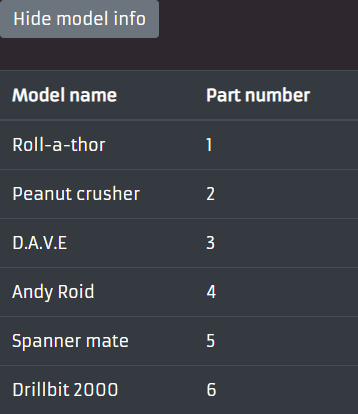 Hide model info
Model name Part number
Roll-a-thor 1
Peanut crusher 2
D.A.V.E 3
Andy Roid 4
Spanner mate 5
Drillbit 2000 6